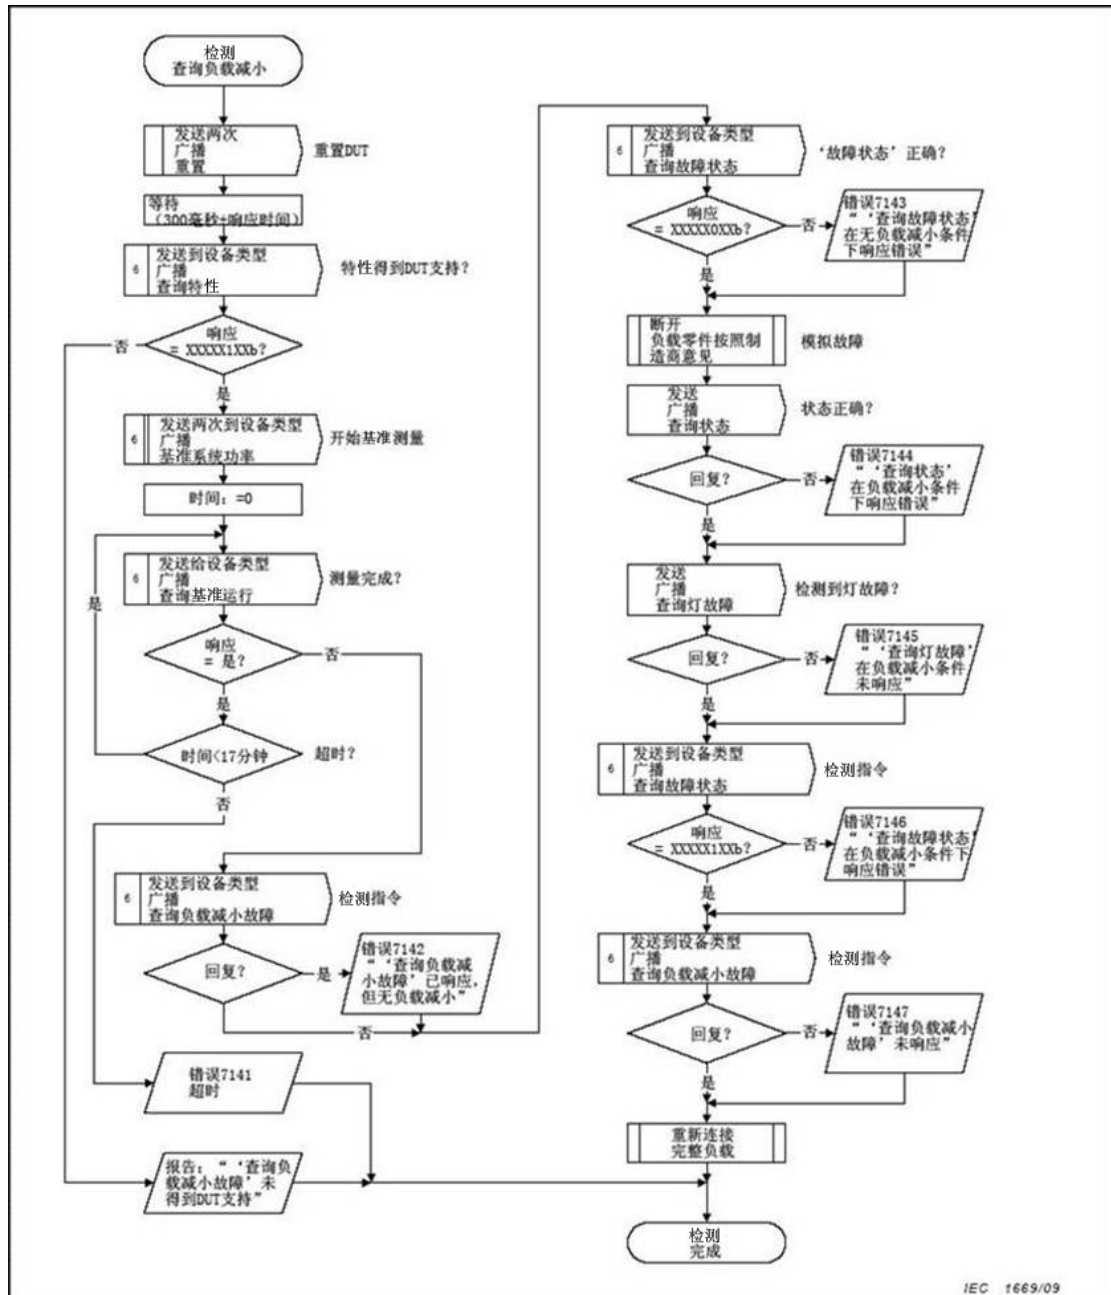 检测
查询负载减小
发送两次
广播
重置
重置DUT
等待
(300毫秒+响应时间)
6
发送到设备类型
广播
查询特性
特性得到DUT支持?
响应
= XXXXX1XXb?
否
是
6
发送两次到设备类型
广播
基准系统功率
开始基准测量
时间: =0
6
发送给设备类型
广播
查询基准运行
测量完成?
是
响应
= 是?
否
是
时间<17分钟
超时?
否
6
发送到设备类型
广播
查询负载减小故障
检测指令
回复?
是
错误7142
“ ‘查询负载减
小故障’已响应,
但无负载减小”
否
错误7141
超时
报告: “ ‘查询负
载减小故障’未
得到DUT支持”
6
发送到设备类型
广播
查询故障状态
‘故障状态’正确?
响应
= XXXXX0XXb?
否
错误7143
“ ‘查询故障状态’
在无负载减小条件
下响应错误”
是
断开
负载零件按照制
造商意见
模拟故障
发送
广播
查询状态
状态正确?
回复?
否
错误7144
“ ‘查询状态’
在负载减小条件
下响应错误”
是
发送
广播
查询灯故障
检测到灯故障?
回复?
否
错误7145
“ ‘查询灯故障’
在负载减小条件
未响应”
是
6
发送到设备类型
广播
查询故障状态
检测指令
响应
= XXXXX1XXb?
否
错误7146
“ ‘查询故障状态’
在负载减小条件下
响应错误”
是
6
发送到设备类型
广播
查询负载减小故障
检测指令
回复?
否
错误7147
“ ‘查询负载减小
故障’未响应”
是
重新连接
完整负载
检测
完成
IEC 1669/09